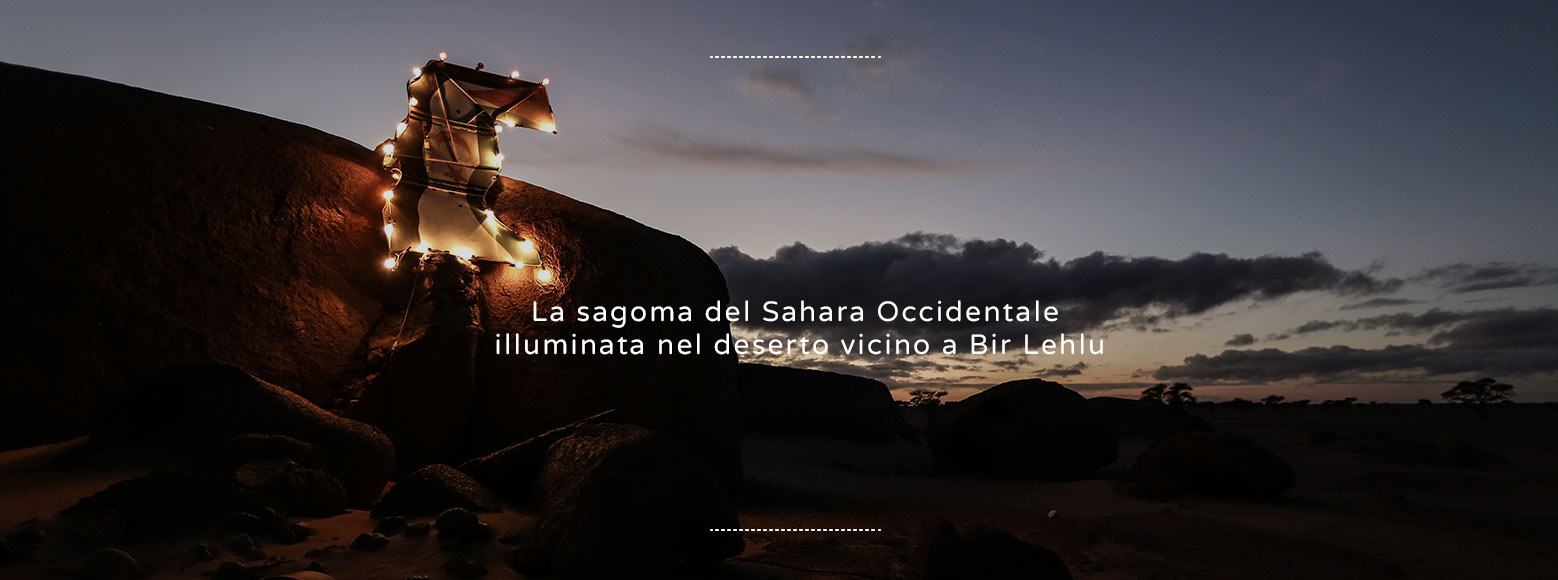 La sagoma del Sahara Occidentale
illuminata nel deserto vicino a Bir Lehlu